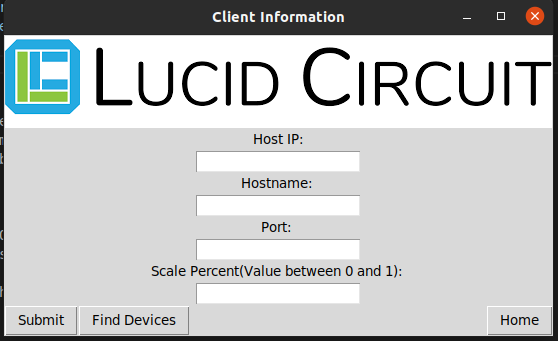 Client Information
LUCID CIRCUIT
Host IP:
Hostname:
Port:
Scale Percent(Value between 0 and 1):
Submit Find Devices Home